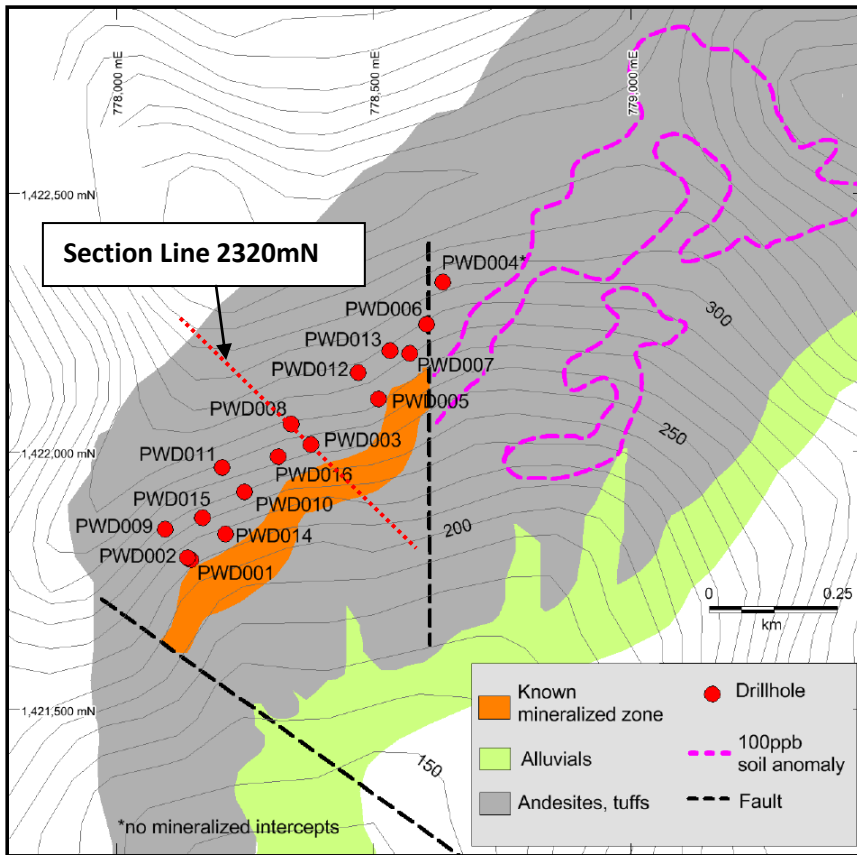 778,000 mE
778,500 mE
779,000 mE
1,422,500 mN
Section Line 2320mN
PWD004*
PWD006
300
PWD013
PWD007
PWD012
PWD005
PWD008
PWD003
250
PWD011
1,422,000 mN
PWD016
PWD010
PWD015
PWD009
PWD014
200
PWD002
PWD001
0 0.25
km
1,421,500 mN
150
Known
mineralized zone
Drillhole
Alluvials
100ppb
soil anomaly
Andesites, tuffs
Fault
*no mineralized intercepts